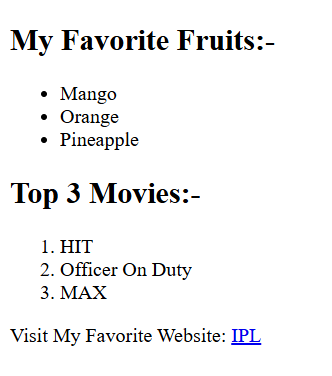 My Favorite Fruits:-
• Mango
• Orange
• Pineapple
Top 3 Movies:-
1. HIT
2. Officer On Duty
3. MAX
Visit My Favorite Website: IPL